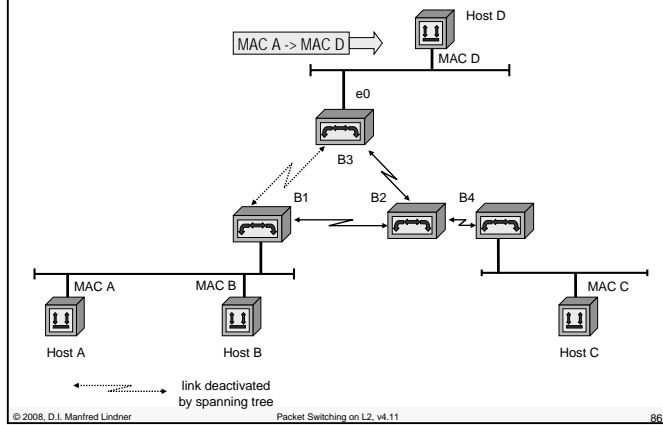 Host D
MAC A -> MAC D
MAC D
e0
B3
B1
B2
B4
MAC A
MAC B
MAC C
Host A
Host B
Host C
link deactivated
by spanning tree
© 2008, D.I. Manfred Lindner
Packet Switching on L2, v4.11
86